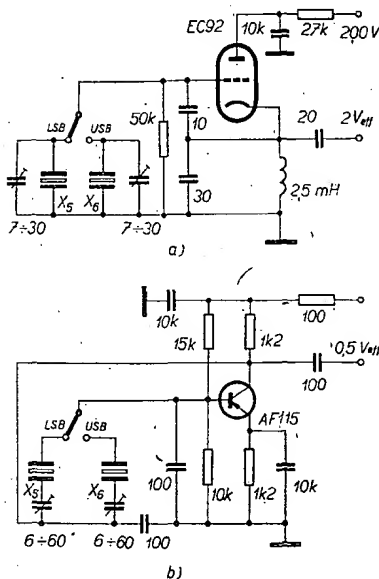 EC92
10k
27k
200V
LSB
USB
50k
10
20
2Veff
X5
X6
30
2,5 mH
7÷30
7÷30
a)
10k
100
15k
1k2
100
0,5 Veff
LSB
USB
AF115
X5
X6
100
10k
1k2
10k
6÷60
6÷60
100
b)